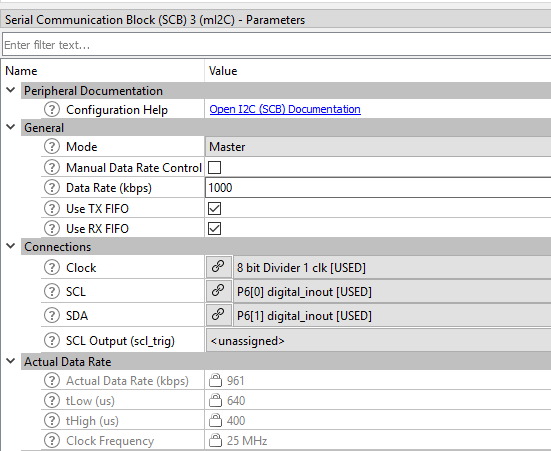 Serial Communication Block (SCB) 3 (mI2C) - Parameters
Enter filter text...
Name Value
Peripheral Documentation
Configuration Help Open I2C (SCB) Documentation
General
Mode Master
Manual Data Rate Control
Data Rate (kbps) 1000
Use TX FIFO
Use RX FIFO
Connections
Clock 8 bit Divider 1 clk [USED]
SCL P6[0] digital_inout [USED]
SDA P6[1] digital_inout [USED]
SCL Output (scl_trig) <unassigned>
Actual Data Rate
Actual Data Rate (kbps) 961
tLow (us) 640
tHigh (us) 400
Clock Frequency 25 MHz